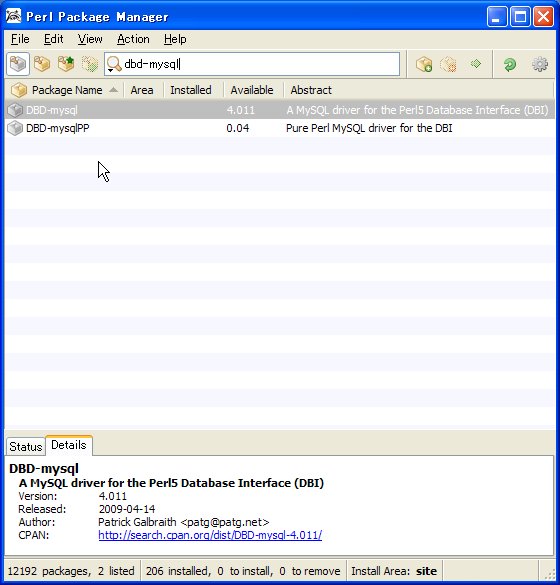 Perl Package Manager
File Edit View Action Help
dbd-mysql
Package Name Area Installed Available Abstract
DBD-mysql 4.011 A MySQL driver for the Perl5 Database Interface (DBI)
DBD-mysqlPP 0.04 Pure Perl MySQL driver for the DBI
Status Details
DBD-mysql
A MySQL driver for the Perl5 Database Interface (DBI)
Version: 4.011
Released: 2009-04-14
Author: Patrick Galbraith <patg@patg.net>
CPAN: http://search.cpan.org/dist/DBD-mysql-4.011/
12192 packages, 2 listed 206 installed, 0 to install, 0 to remove Install Area: site